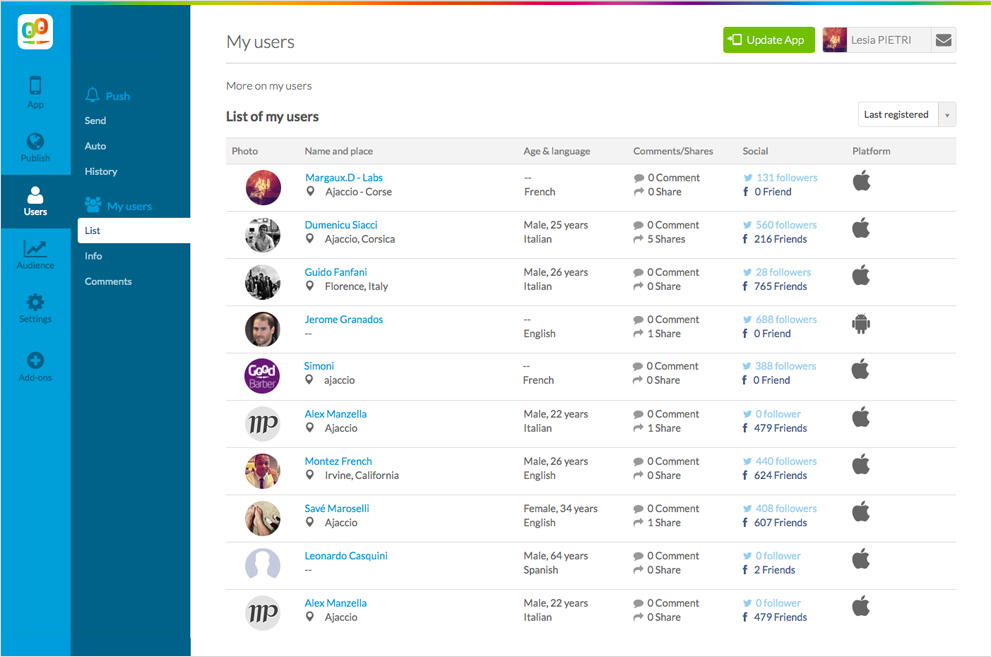 My users
Update App
Lesia PIETRI
App
Publish
Users
Audience
Settings
Add-ons
Push
Send
Auto
History
My users
List
Info
Comments
More on my users
List of my users
Last registered
Photo Name and place Age & language Comments/Shares Social Platform
Margaux.D - Labs -- 0 Comment 131 followers
Ajaccio - Corse French 0 Share 0 Friend
Dumenicu Siacci Male, 25 years 0 Comment 560 followers
Ajaccio, Corsica Italian 5 Shares 216 Friends
Guido Fanfani Male, 26 years 0 Comment 28 followers
Florence, Italy Italian 0 Share 765 Friends
Jerome Granados -- 0 Comment 688 followers
-- English 1 Share 0 Friend
Good
Barber
Simoni -- 0 Comment 388 followers
ajaccio French 0 Share 0 Friend
mp
Alex Manzella Male, 22 years 0 Comment 0 follower
Ajaccio Italian 1 Share 479 Friends
Montez French Male, 26 years 0 Comment 440 followers
Irvine, California English 0 Share 624 Friends
Savé Maroselli Female, 34 years 0 Comment 408 followers
Ajaccio English 1 Share 607 Friends
Leonardo Casquini Male, 64 years 0 Comment 0 follower
-- Spanish 0 Share 2 Friends
mp
Alex Manzella Male, 22 years 0 Comment 0 follower
Ajaccio Italian 0 Share 479 Friends